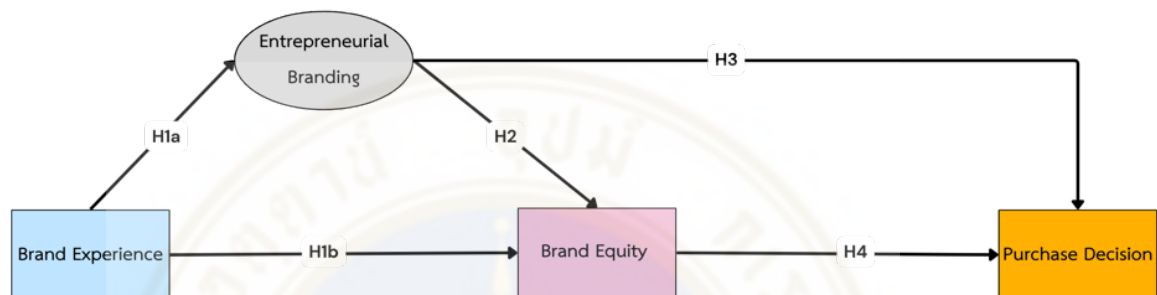 Entrepreneurial
Branding
H3
H1a
H2
Brand Experience
H1b
Brand Equity
H4
Purchase Decision